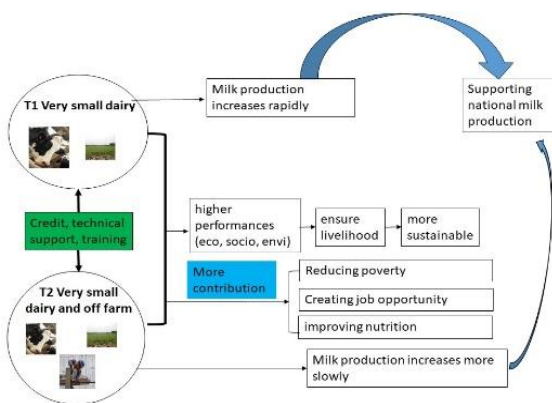 T1 Very small dairy
Milk production
increases rapidly
Supporting
national milk
production
Credit, technical
support, training
higher
performances
(eco, socio, envi)
ensure
livelihood
more
sustainable
More
contribution
Reducing poverty
Creating job opportunity
improving nutrition
T2 Very small
dairy and off farm
Milk production increases more
slowly